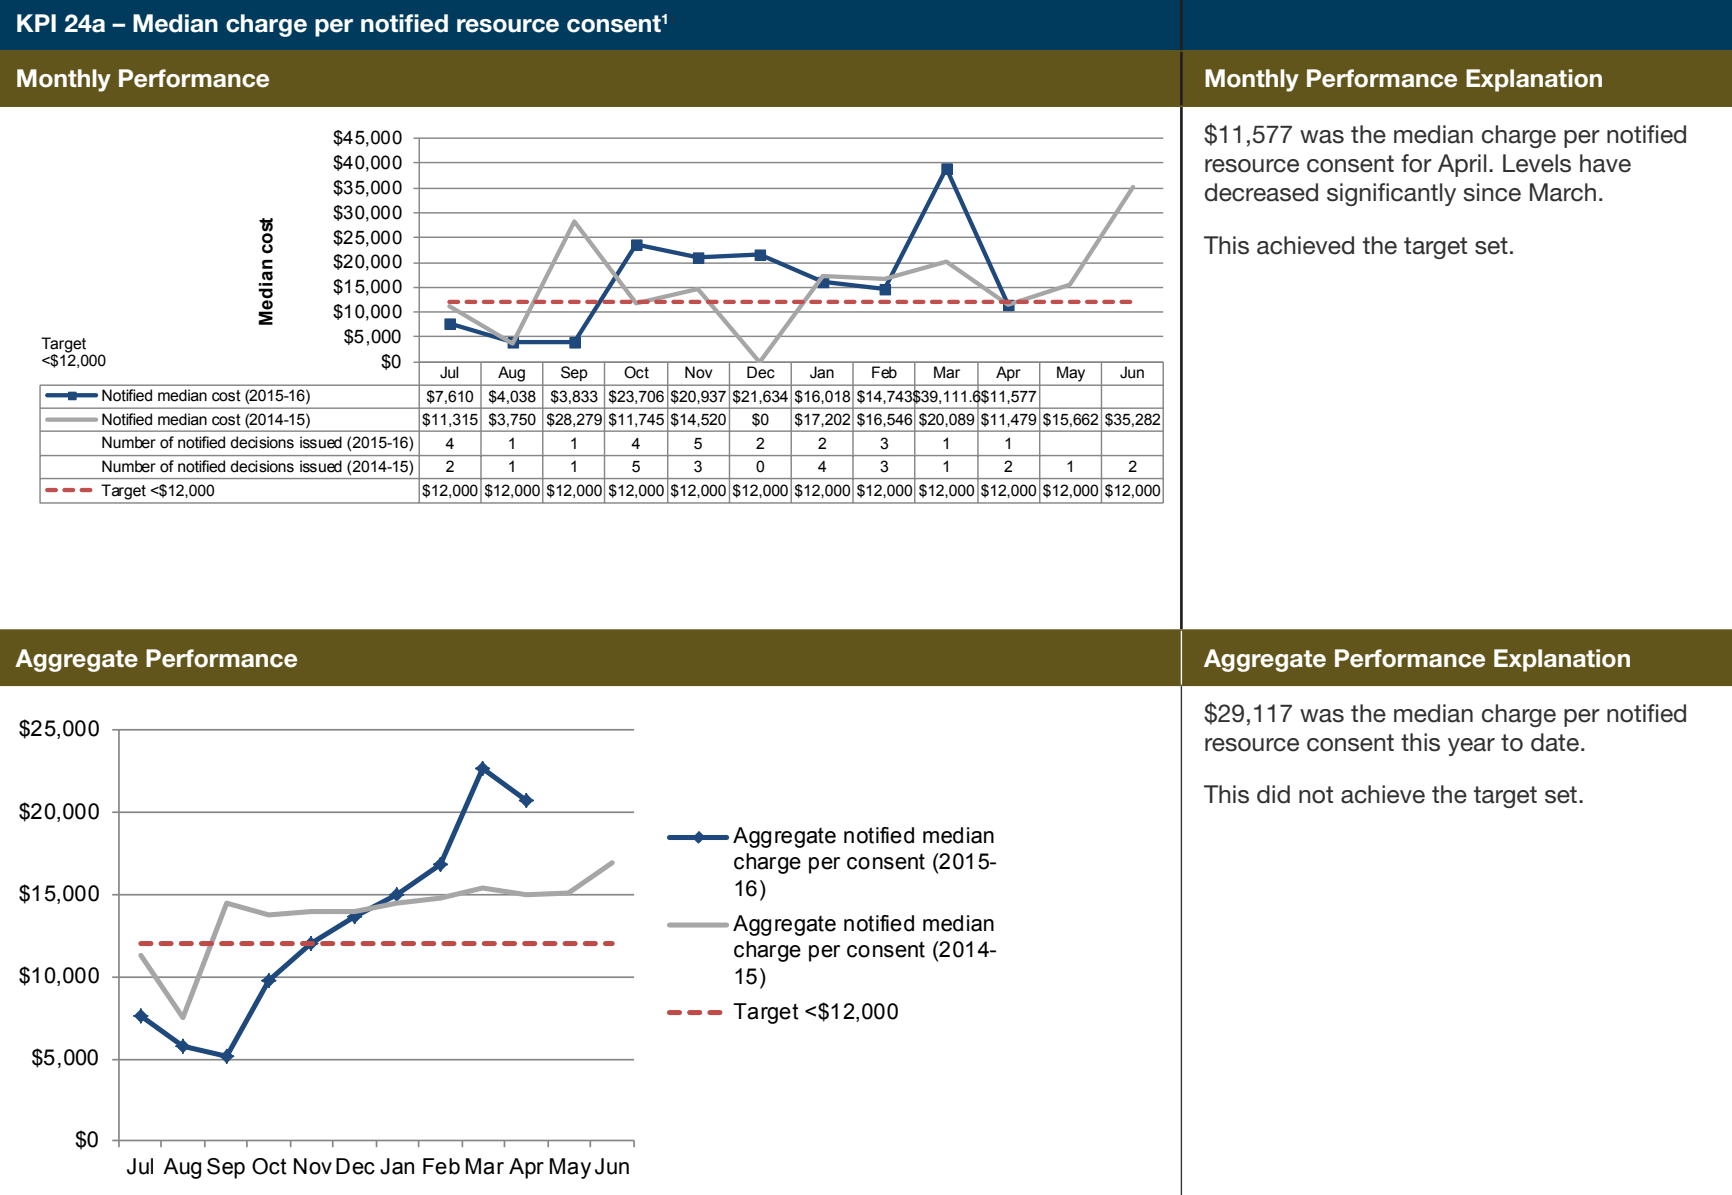 KPI 24a – Median charge per notified resource consent¹
Monthly Performance
Monthly Performance Explanation
$45,000
$40,000
$35,000
$30,000
$25,000
$20,000
$15,000
$10,000
$5,000
$0
Median cost
Target
<$12,000
Jul Aug Sep Oct Nov Dec Jan Feb Mar Apr May Jun
Notified median cost (2015-16) $7,610 $4,038 $3,833 $23,706 $20,937 $21,634 $16,018 $14,743 $39,111.6 $11,577
Notified median cost (2014-15) $11,315 $3,750 $28,279 $11,745 $14,520 $0 $17,202 $16,546 $20,089 $11,479 $15,662 $35,282
Number of notified decisions issued (2015-16) 4 1 1 4 5 2 2 3 1 1
Number of notified decisions issued (2014-15) 2 1 1 5 3 0 4 3 1 2 1 2
Target <$12,000 $12,000 $12,000 $12,000 $12,000 $12,000 $12,000 $12,000 $12,000 $12,000 $12,000 $12,000 $12,000
$11,577 was the median charge per notified
resource consent for April. Levels have
decreased significantly since March.
This achieved the target set.
Aggregate Performance
Aggregate Performance Explanation
$25,000
$20,000
$15,000
$10,000
$5,000
$0
Jul Aug Sep Oct Nov Dec Jan Feb Mar Apr May Jun
Aggregate notified median
charge per consent (2015-
16)
Aggregate notified median
charge per consent (2014-
15)
Target <$12,000
$29,117 was the median charge per notified
resource consent this year to date.
This did not achieve the target set.